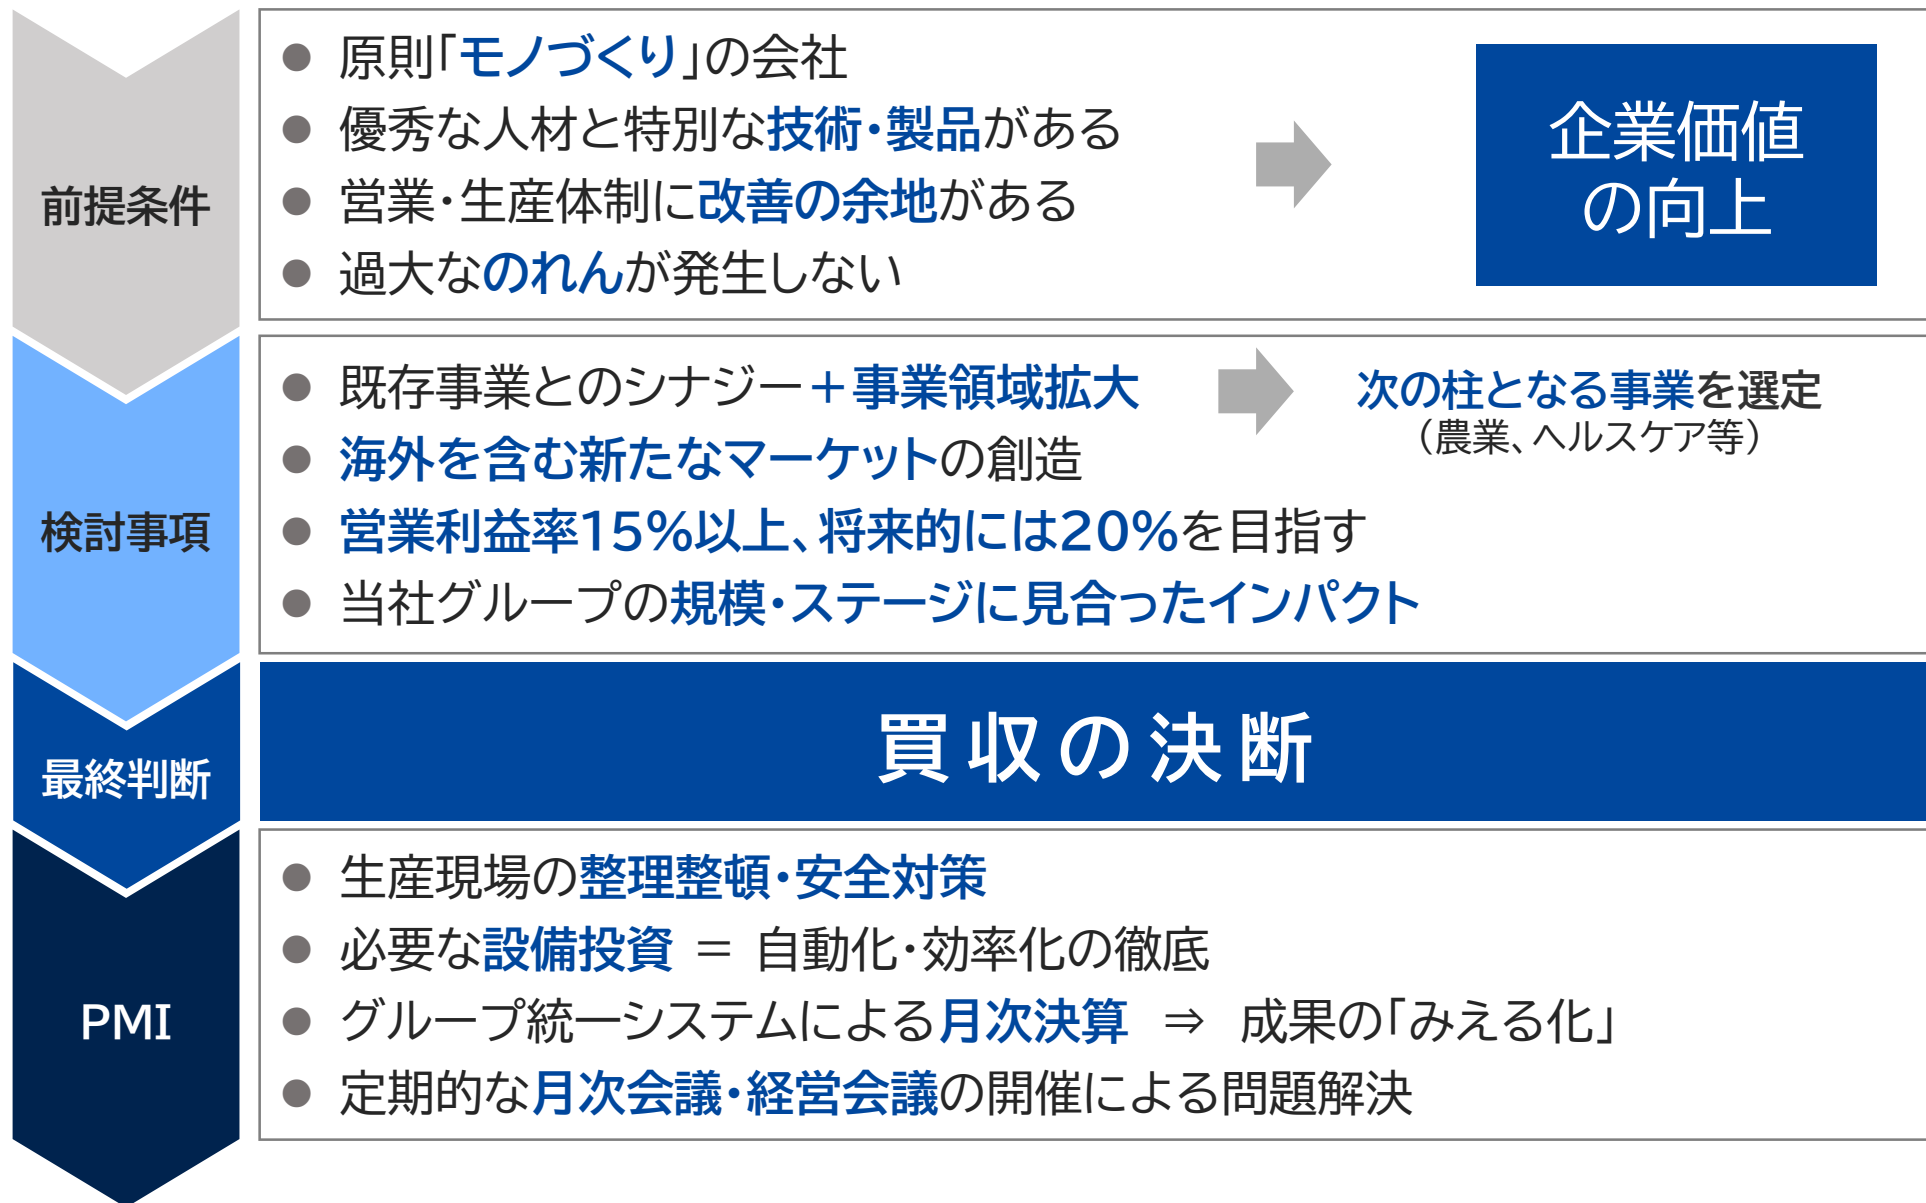 前提条件
● 原則「モノづくり」の会社
● 優秀な人材と特別な技術・製品がある
● 営業・生産体制に改善の余地がある
● 過大なのれんが発生しない
企業価値
の向上
検討事項
● 既存事業とのシナジー＋事業領域拡大
次の柱となる事業を選定
（農業、ヘルスケア等）
● 海外を含む新たなマーケットの創造
● 営業利益率15%以上、将来的には20%を目指す
● 当社グループの規模・ステージに見合ったインパクト
最終判断
買収の決断
PMI
● 生産現場の整理整頓・安全対策
● 必要な設備投資 ＝ 自動化・効率化の徹底
● グループ統一システムによる月次決算 ⇒ 成果の「みえる化」
● 定期的な月次会議・経営会議の開催による問題解決